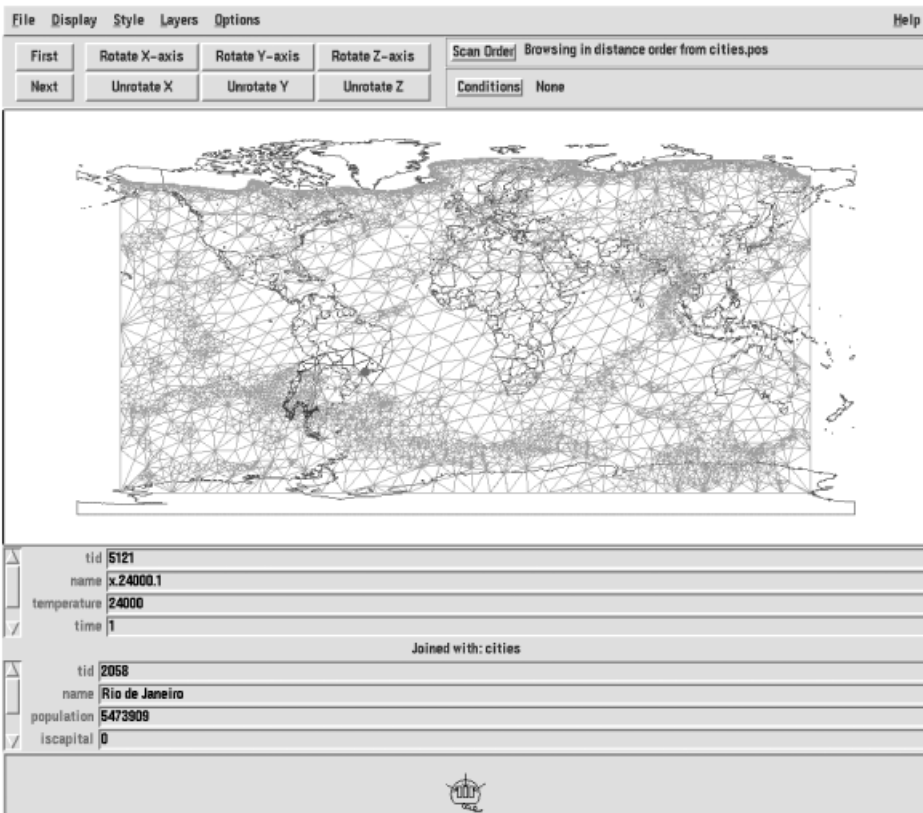 File Display Style Layers Options Help
First Rotate X-axis Rotate Y-axis Rotate Z-axis Scan Order Browsing in distance order from cities.pos
Next Unrotate X Unrotate Y Unrotate Z Conditions None
tid 5121
name x.24000.1
temperature 24000
time 1
Joined with: cities
tid 2058
name Rio de Janeiro
population 5473909
iscapital 0